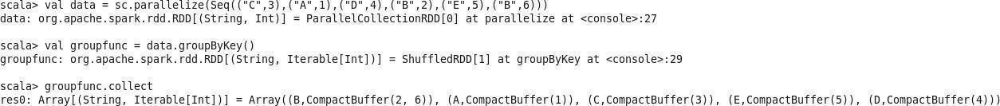 scala> val data = sc.parallelize(Seq(("C",3),("A",1),("D",4),("B",2),("E",5),("B",6)))
data: org.apache.spark.rdd.RDD[(String, Int)] = ParallelCollectionRDD[0] at parallelize at <console>:27
scala> val groupfunc = data.groupByKey()
groupfunc: org.apache.spark.rdd.RDD[(String, Iterable[Int])] = ShuffledRDD[1] at groupByKey at <console>:29
scala> groupfunc.collect
res0: Array[(String, Iterable[Int])] = Array((B,CompactBuffer(2, 6)), (A,CompactBuffer(1)), (C,CompactBuffer(3)), (E,CompactBuffer(5)), (D,CompactBuffer(4)))